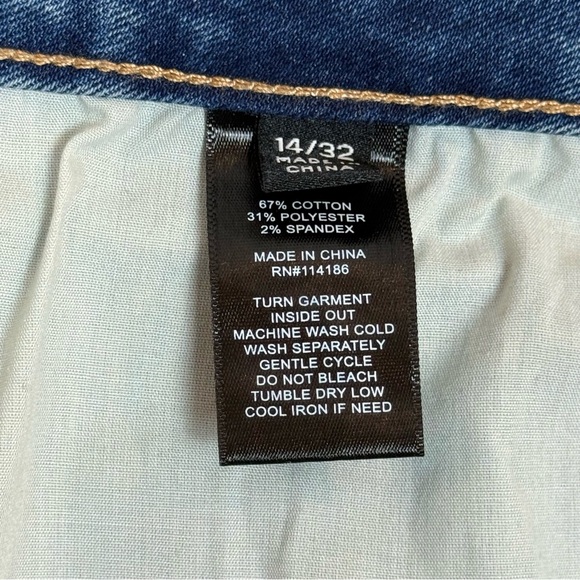 14/32
MADE IN
CHINA
67% COTTON
31% POLYESTER
2% SPANDEX
MADE IN CHINA
RN#114186
TURN GARMENT
INSIDE OUT
MACHINE WASH COLD
WASH SEPARATELY
GENTLE CYCLE
DO NOT BLEACH
TUMBLE DRY LOW
COOL IRON IF NEED